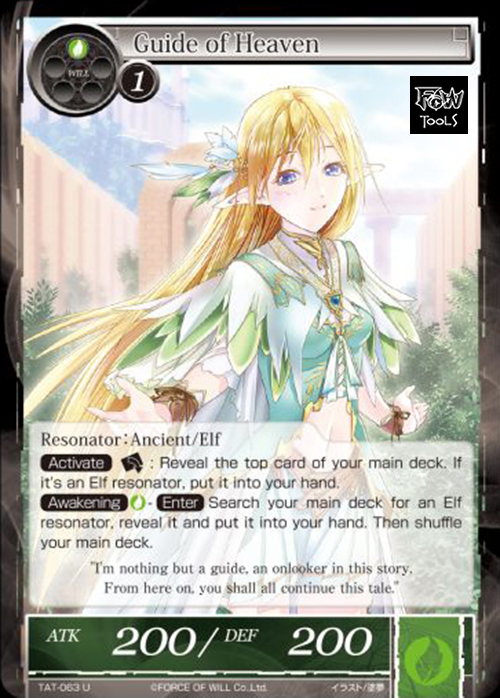 Guide of Heaven
WILL
1
FOW
TOOLS
Resonator:Ancient/Elf
Activate : Reveal the top card of your main deck. If
it's an Elf resonator, put it into your hand.
Awakening - Enter Search your main deck for an Elf
resonator, reveal it and put it into your hand. Then shuffle
your main deck.
"I'm nothing but a guide, an onlooker in this story.
From here on, you shall all continue this tale."
ATK 200/ DEF 200
TAT-063 U ©FORCE OF WILL Co.,Ltd. イラスト/塗夢